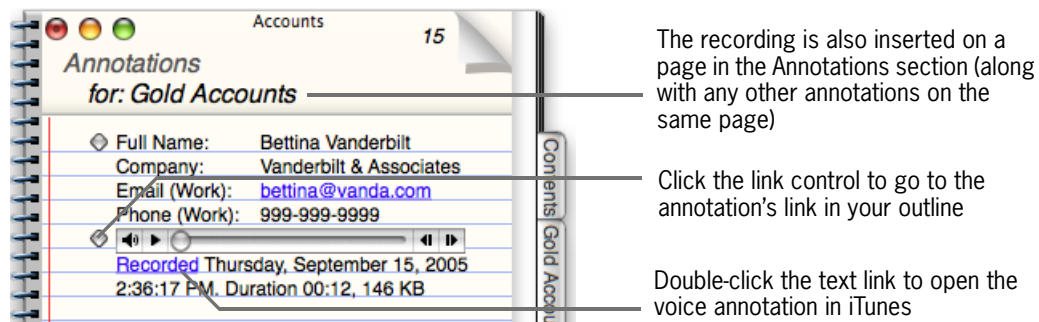 Accounts
15
Annotations
for: Gold Accounts
Full Name: Bettina Vanderbilt
Company: Vanderbilt & Associates
Email (Work): bettina@vanda.com
Phone (Work): 999-999-9999
Recorded Thursday, September 15, 2005
2:36:17 PM. Duration 00:12, 146 KB
Contents
Gold Accou
The recording is also inserted on a
page in the Annotations section (along
with any other annotations on the
same page)
Click the link control to go to the
annotation’s link in your outline
Double-click the text link to open the
voice annotation in iTunes